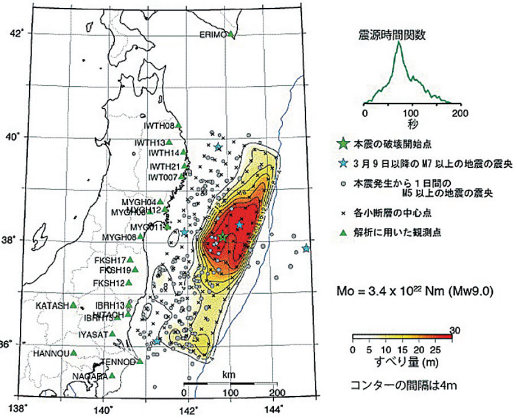 42°
40°
38°
36°
138°
140°
142°
144°
ERIMO
IWTH08
IWTH13
IWTH14
IWTH21
IWT007
MYGH04
MYGH12
MYG011
MYGH08
FKSH17
FKSH19
FKSH12
KATASH
IBRH13
HITACH
IYASAT
HANNOU
TENNOD
NAGARA
km
0 100 200
震源時間関数
0 100 200
秒
本震の破壊開始点
3月9日以降のM7以上の地震の震央
本震発生から1日間の
M5以上の地震の震央
各小断層の中心点
解析に用いた観測点
Mo = 3.4 x 10²² Nm (Mw9.0)
30
0 10 20 30
すべり量 (m)
コンターの間隔は4m